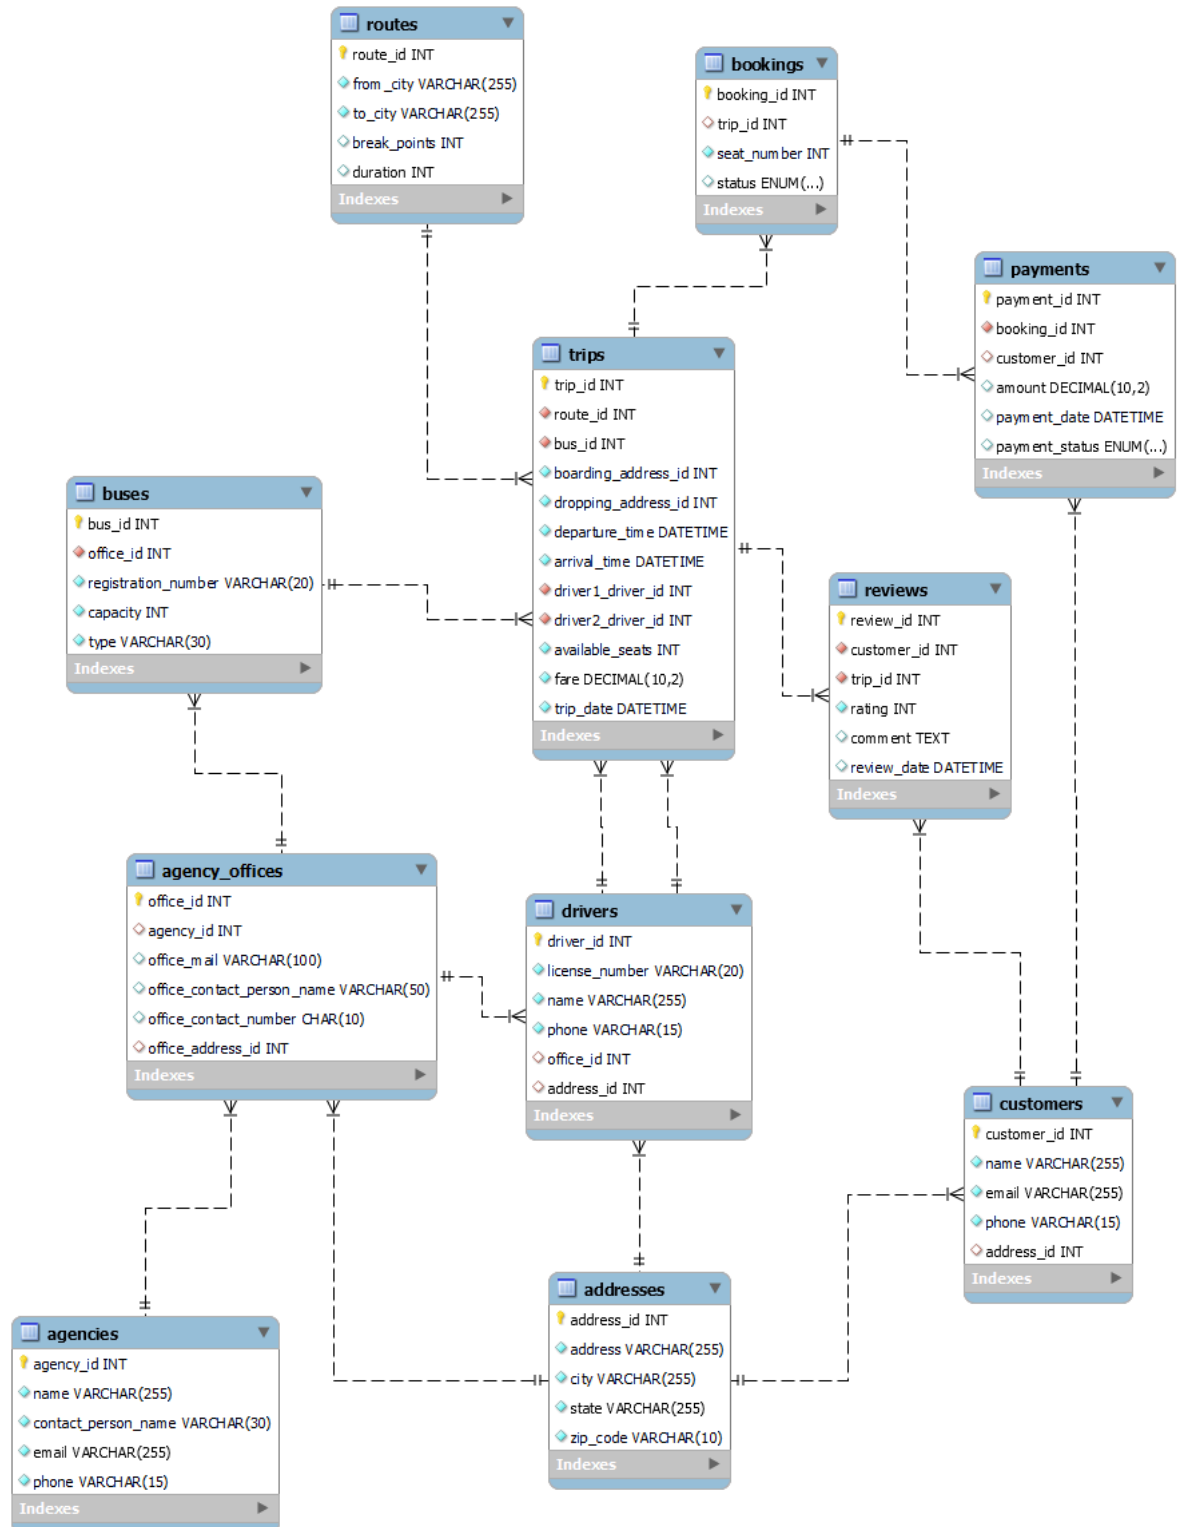 routes
route_id INT
from_city VARCHAR(255)
to_city VARCHAR(255)
break_points INT
duration INT
Indexes
bookings
booking_id INT
trip_id INT
seat_number INT
status ENUM(...)
Indexes
payments
payment_id INT
booking_id INT
customer_id INT
amount DECIMAL(10,2)
payment_date DATETIME
payment_status ENUM(...)
Indexes
trips
trip_id INT
route_id INT
bus_id INT
boarding_address_id INT
dropping_address_id INT
departure_time DATETIME
arrival_time DATETIME
driver1_driver_id INT
driver2_driver_id INT
available_seats INT
fare DECIMAL(10,2)
trip_date DATETIME
Indexes
buses
bus_id INT
office_id INT
registration_number VARCHAR(20)
capacity INT
type VARCHAR(30)
Indexes
reviews
review_id INT
customer_id INT
trip_id INT
rating INT
comment TEXT
review_date DATETIME
Indexes
agency_offices
office_id INT
agency_id INT
office_mail VARCHAR(100)
office_contact_person_name VARCHAR(50)
office_contact_number CHAR(10)
office_address_id INT
Indexes
drivers
driver_id INT
license_number VARCHAR(20)
name VARCHAR(255)
phone VARCHAR(15)
office_id INT
address_id INT
Indexes
customers
customer_id INT
name VARCHAR(255)
email VARCHAR(255)
phone VARCHAR(15)
address_id INT
Indexes
addresses
address_id INT
address VARCHAR(255)
city VARCHAR(255)
state VARCHAR(255)
zip_code VARCHAR(10)
Indexes
agencies
agency_id INT
name VARCHAR(255)
contact_person_name VARCHAR(30)
email VARCHAR(255)
phone VARCHAR(15)
Indexes